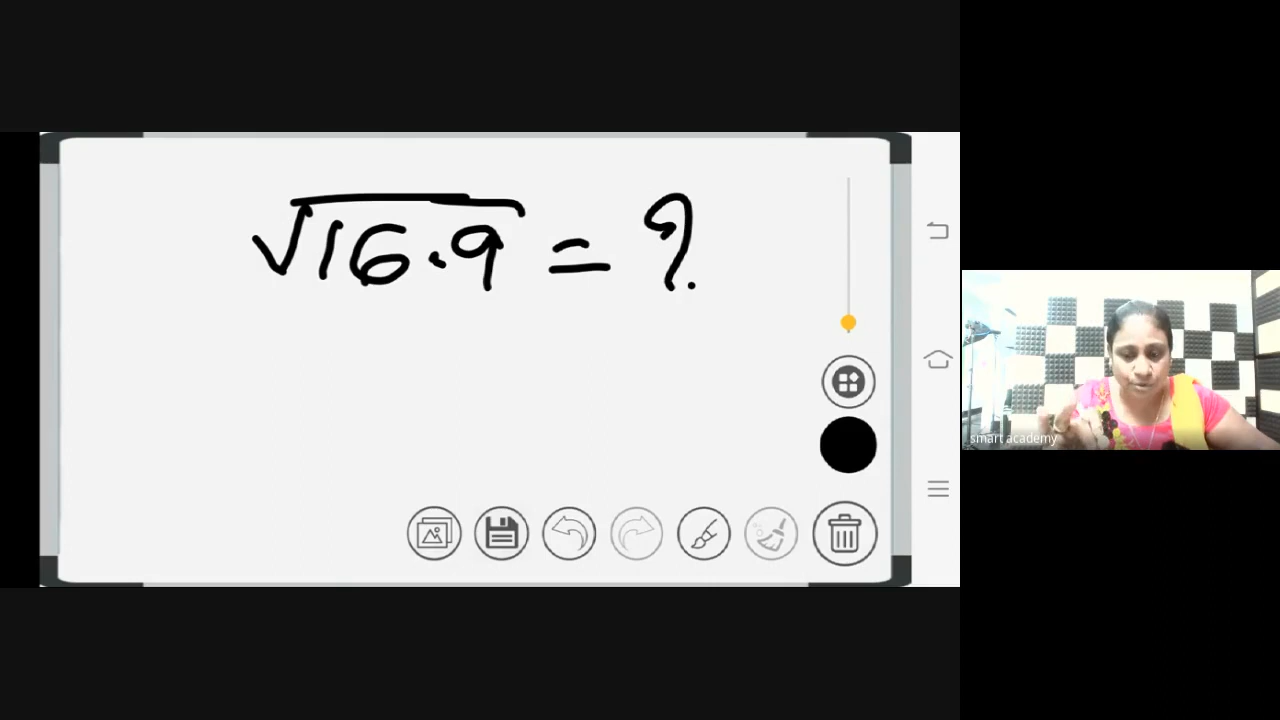 √16.9 = ?
smart academy